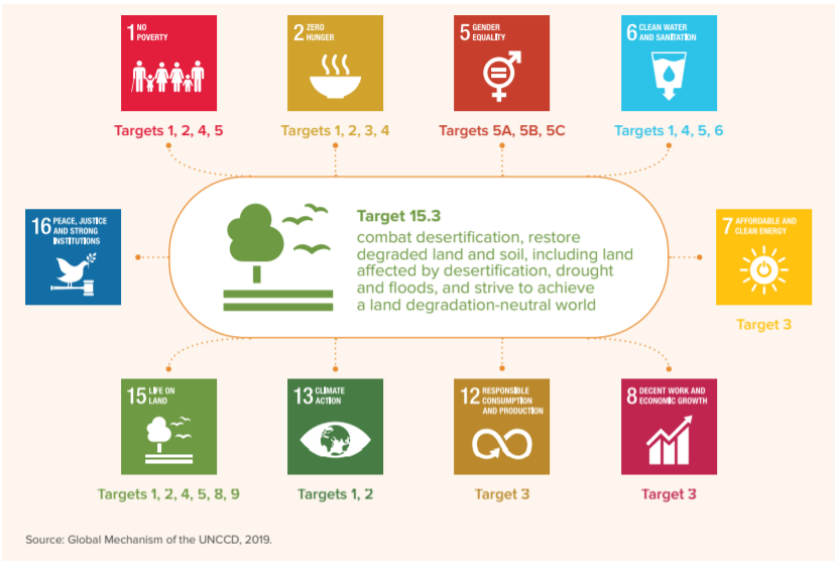 1 NO
POVERTY
2 ZERO
HUNGER
5 GENDER
EQUALITY
6 CLEAN WATER
AND SANITATION
Targets 1, 2, 4, 5
Targets 1, 2, 3, 4
Targets 5A, 5B, 5C
Targets 1, 4, 5, 6
16 PEACE, JUSTICE
AND STRONG
INSTITUTIONS
Target 15.3
combat desertification, restore
degraded land and soil, including land
affected by desertification, drought
and floods, and strive to achieve
a land degradation-neutral world
7 AFFORDABLE AND
CLEAN ENERGY
Target 3
15 LIFE ON
LAND
13 CLIMATE
ACTION
12 RESPONSIBLE
CONSUMPTION
AND PRODUCTION
8 DECENT WORK AND
ECONOMIC GROWTH
Targets 1, 2, 4, 5, 8, 9
Targets 1, 2
Target 3
Target 3
Source: Global Mechanism of the UNCCD, 2019.